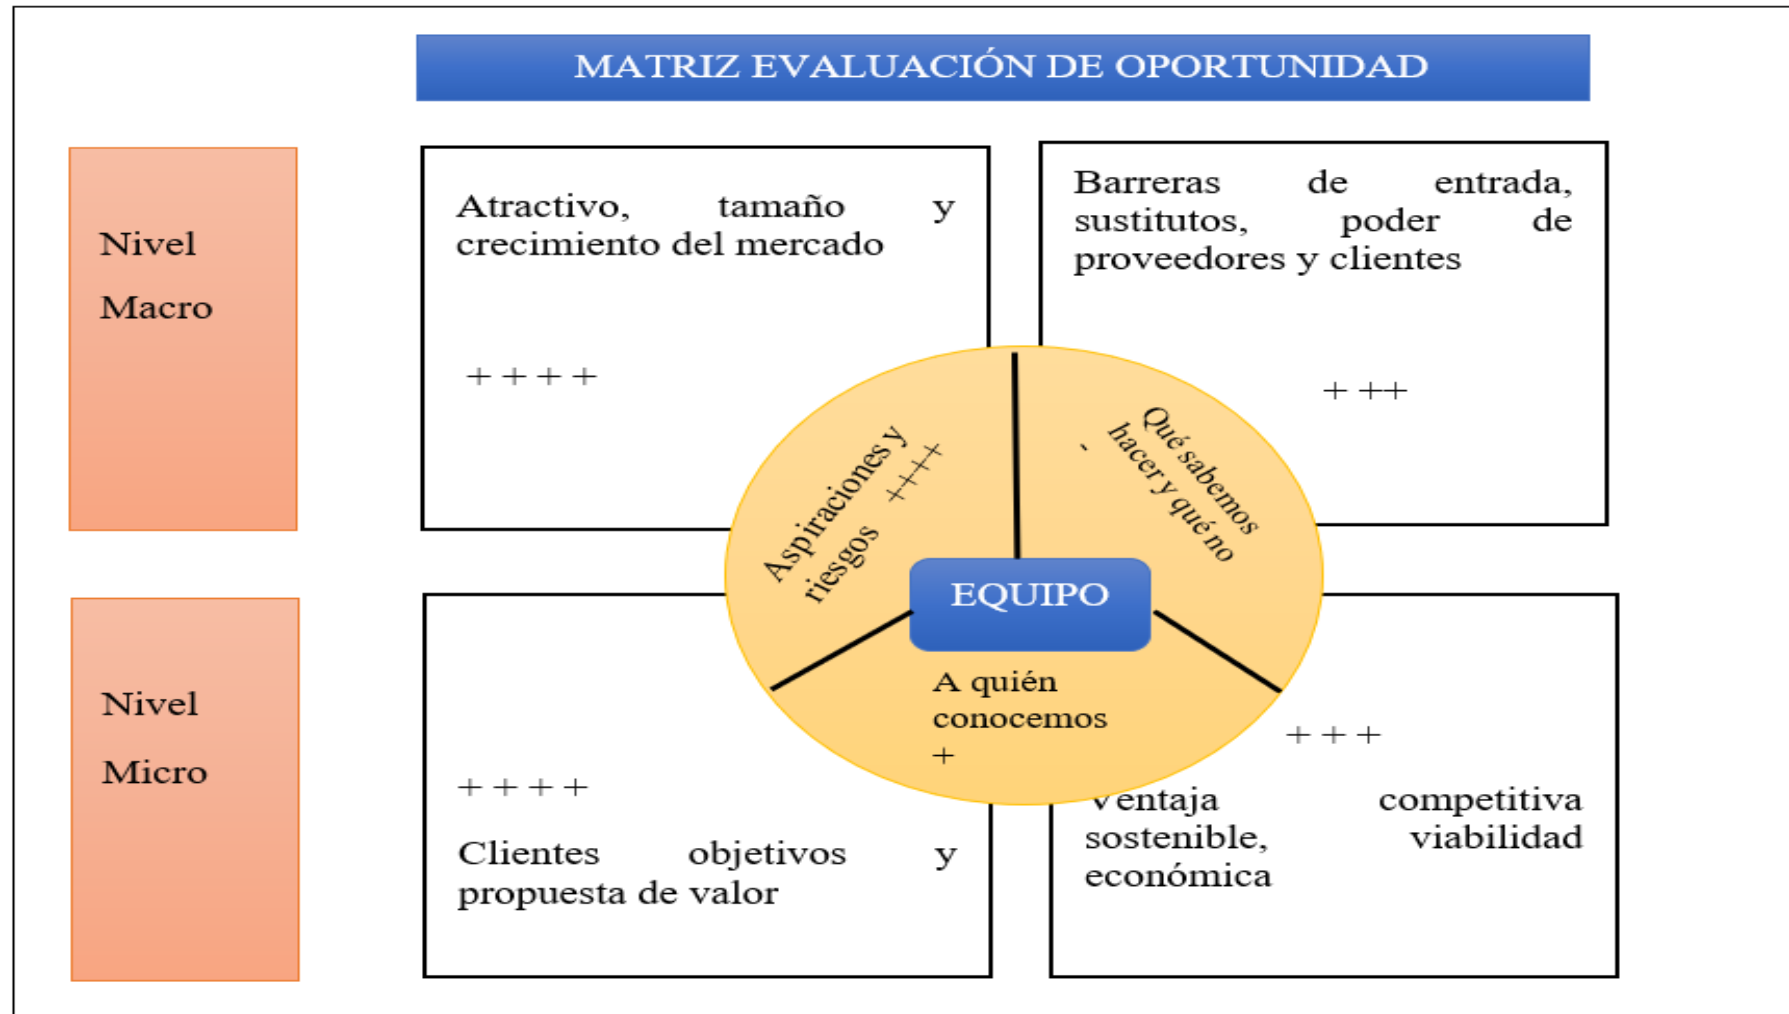 MATRIZ EVALUACIÓN DE OPORTUNIDAD
Nivel
Macro
Atractivo, tamaño y
crecimiento del mercado
+ + + +
Barreras de entrada,
sustitutos, poder de
proveedores y clientes
+ ++
Aspiraciones y
riesgos ++++
Qué sabemos
hacer y qué no
-
EQUIPO
A quién
conocemos
+
Nivel
Micro
+ + + +
Clientes objetivos y
propuesta de valor
+ + +
Ventaja competitiva
sostenible, viabilidad
económica